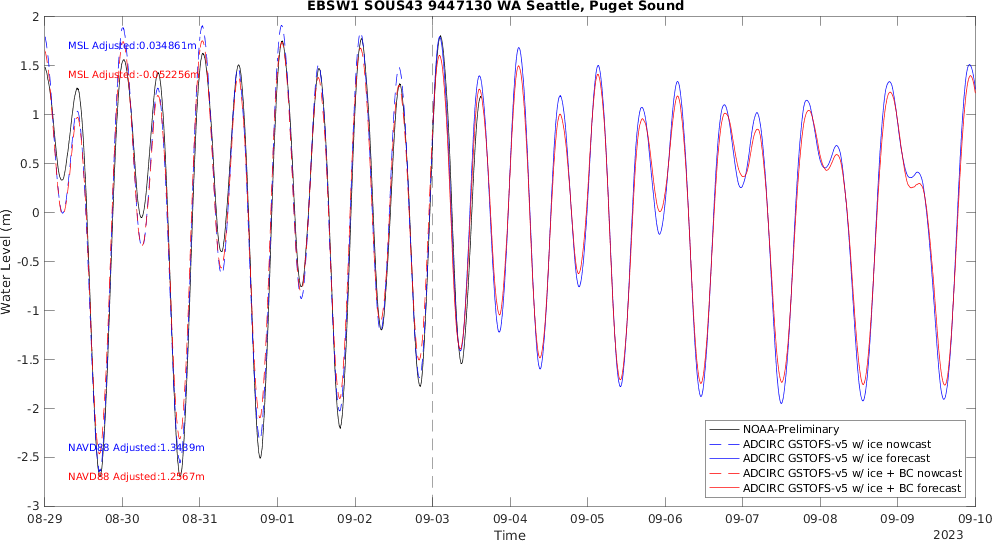 EBSW1 SOUS43 9447130 WA Seattle, Puget Sound
2
1.5
1
0.5
0
-0.5
-1
-1.5
-2
-2.5
-3
Water Level (m)
MSL Adjusted:0.034861m
MSL Adjusted:-0.052256m
NAVD88 Adjusted:1.3439m
NAVD88 Adjusted:1.2567m
NOAA-Preliminary
ADCIRC GSTOFS-v5 w/ ice nowcast
ADCIRC GSTOFS-v5 w/ ice forecast
ADCIRC GSTOFS-v5 w/ ice + BC nowcast
ADCIRC GSTOFS-v5 w/ ice + BC forecast
08-29 08-30 08-31 09-01 09-02 09-03 09-04 09-05 09-06 09-07 09-08 09-09 09-10
Time
2023